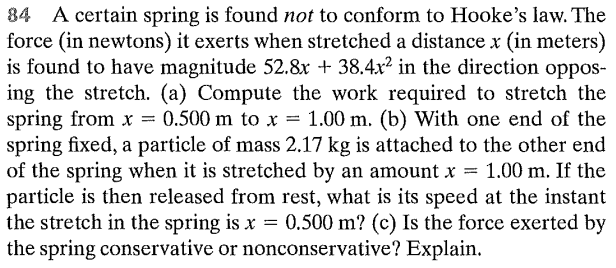 84 A certain spring is found not to conform to Hooke's law. The
force (in newtons) it exerts when stretched a distance x (in meters)
is found to have magnitude 52.8x + 38.4x² in the direction oppos-
ing the stretch. (a) Compute the work required to stretch the
spring from x = 0.500 m to x = 1.00 m. (b) With one end of the
spring fixed, a particle of mass 2.17 kg is attached to the other end
of the spring when it is stretched by an amount x = 1.00 m. If the
particle is then released from rest, what is its speed at the instant
the stretch in the spring is x = 0.500 m? (c) Is the force exerted by
the spring conservative or nonconservative? Explain.